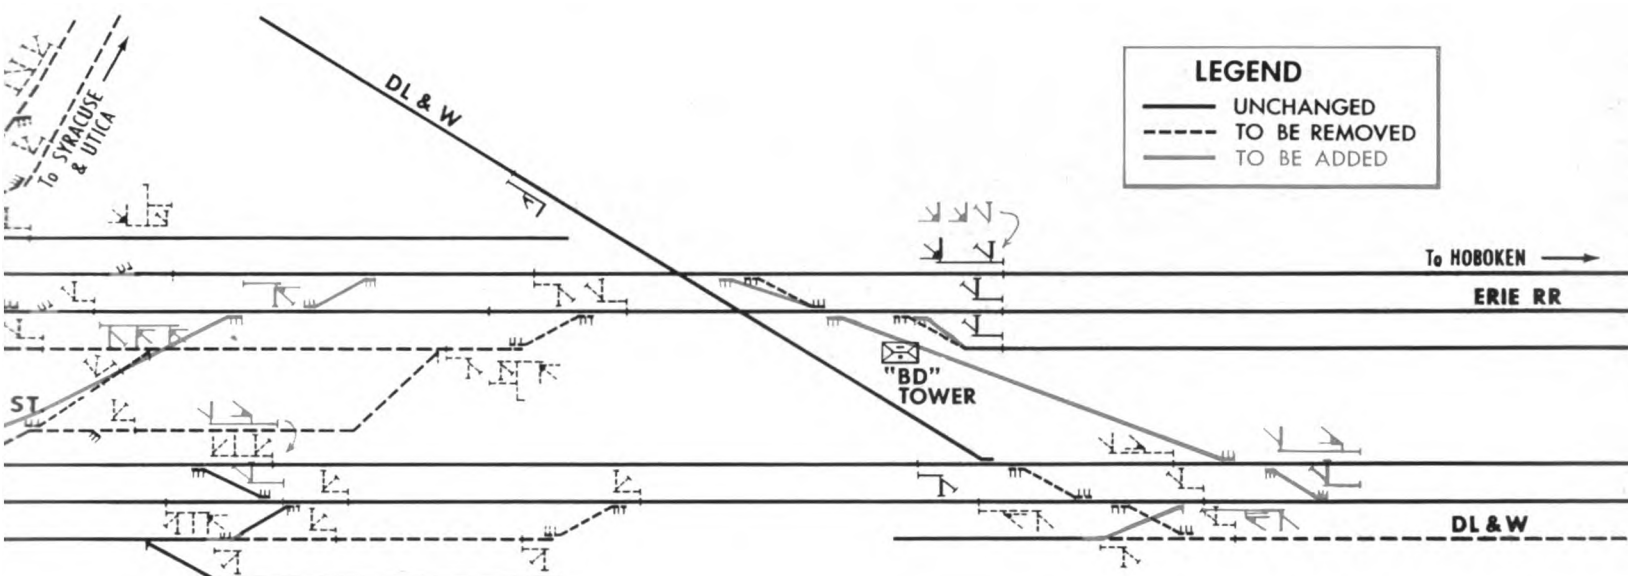 To SYRACUSE
& UTICA
DL & W
LEGEND
UNCHANGED
TO BE REMOVED
TO BE ADDED
To HOBOKEN
ERIE RR
"BD"
TOWER
ST.
DL & W